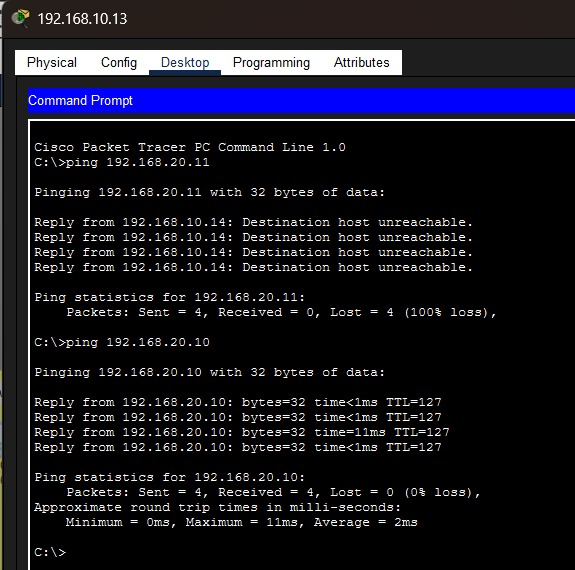 192.168.10.13
Physical Config Desktop Programming Attributes
Command Prompt
Cisco Packet Tracer PC Command Line 1.0
C:\>ping 192.168.20.11
Pinging 192.168.20.11 with 32 bytes of data:
Reply from 192.168.10.14: Destination host unreachable.
Reply from 192.168.10.14: Destination host unreachable.
Reply from 192.168.10.14: Destination host unreachable.
Reply from 192.168.10.14: Destination host unreachable.
Ping statistics for 192.168.20.11:
Packets: Sent = 4, Received = 0, Lost = 4 (100% loss),
C:\>ping 192.168.20.10
Pinging 192.168.20.10 with 32 bytes of data:
Reply from 192.168.20.10: bytes=32 time<1ms TTL=127
Reply from 192.168.20.10: bytes=32 time<1ms TTL=127
Reply from 192.168.20.10: bytes=32 time=11ms TTL=127
Reply from 192.168.20.10: bytes=32 time<1ms TTL=127
Ping statistics for 192.168.20.10:
Packets: Sent = 4, Received = 4, Lost = 0 (0% loss),
Approximate round trip times in milli-seconds:
Minimum = 0ms, Maximum = 11ms, Average = 2ms
C:\>